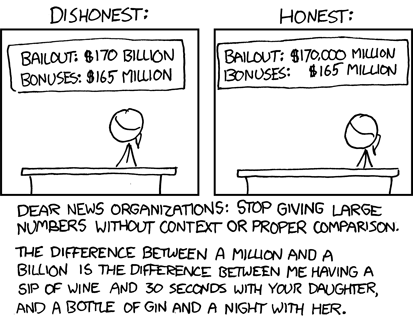 DISHONEST:
BAILOUT: $170 BILLION
BONUSES: $165 MILLION
HONEST:
BAILOUT: $170,000 MILLION
BONUSES: $165 MILLION
DEAR NEWS ORGANIZATIONS: STOP GIVING LARGE
NUMBERS WITHOUT CONTEXT OR PROPER COMPARISON.
THE DIFFERENCE BETWEEN A MILLION AND A
BILLION IS THE DIFFERENCE BETWEEN ME HAVING A
SIP OF WINE AND 30 SECONDS WITH YOUR DAUGHTER,
AND A BOTTLE OF GIN AND A NIGHT WITH HER.